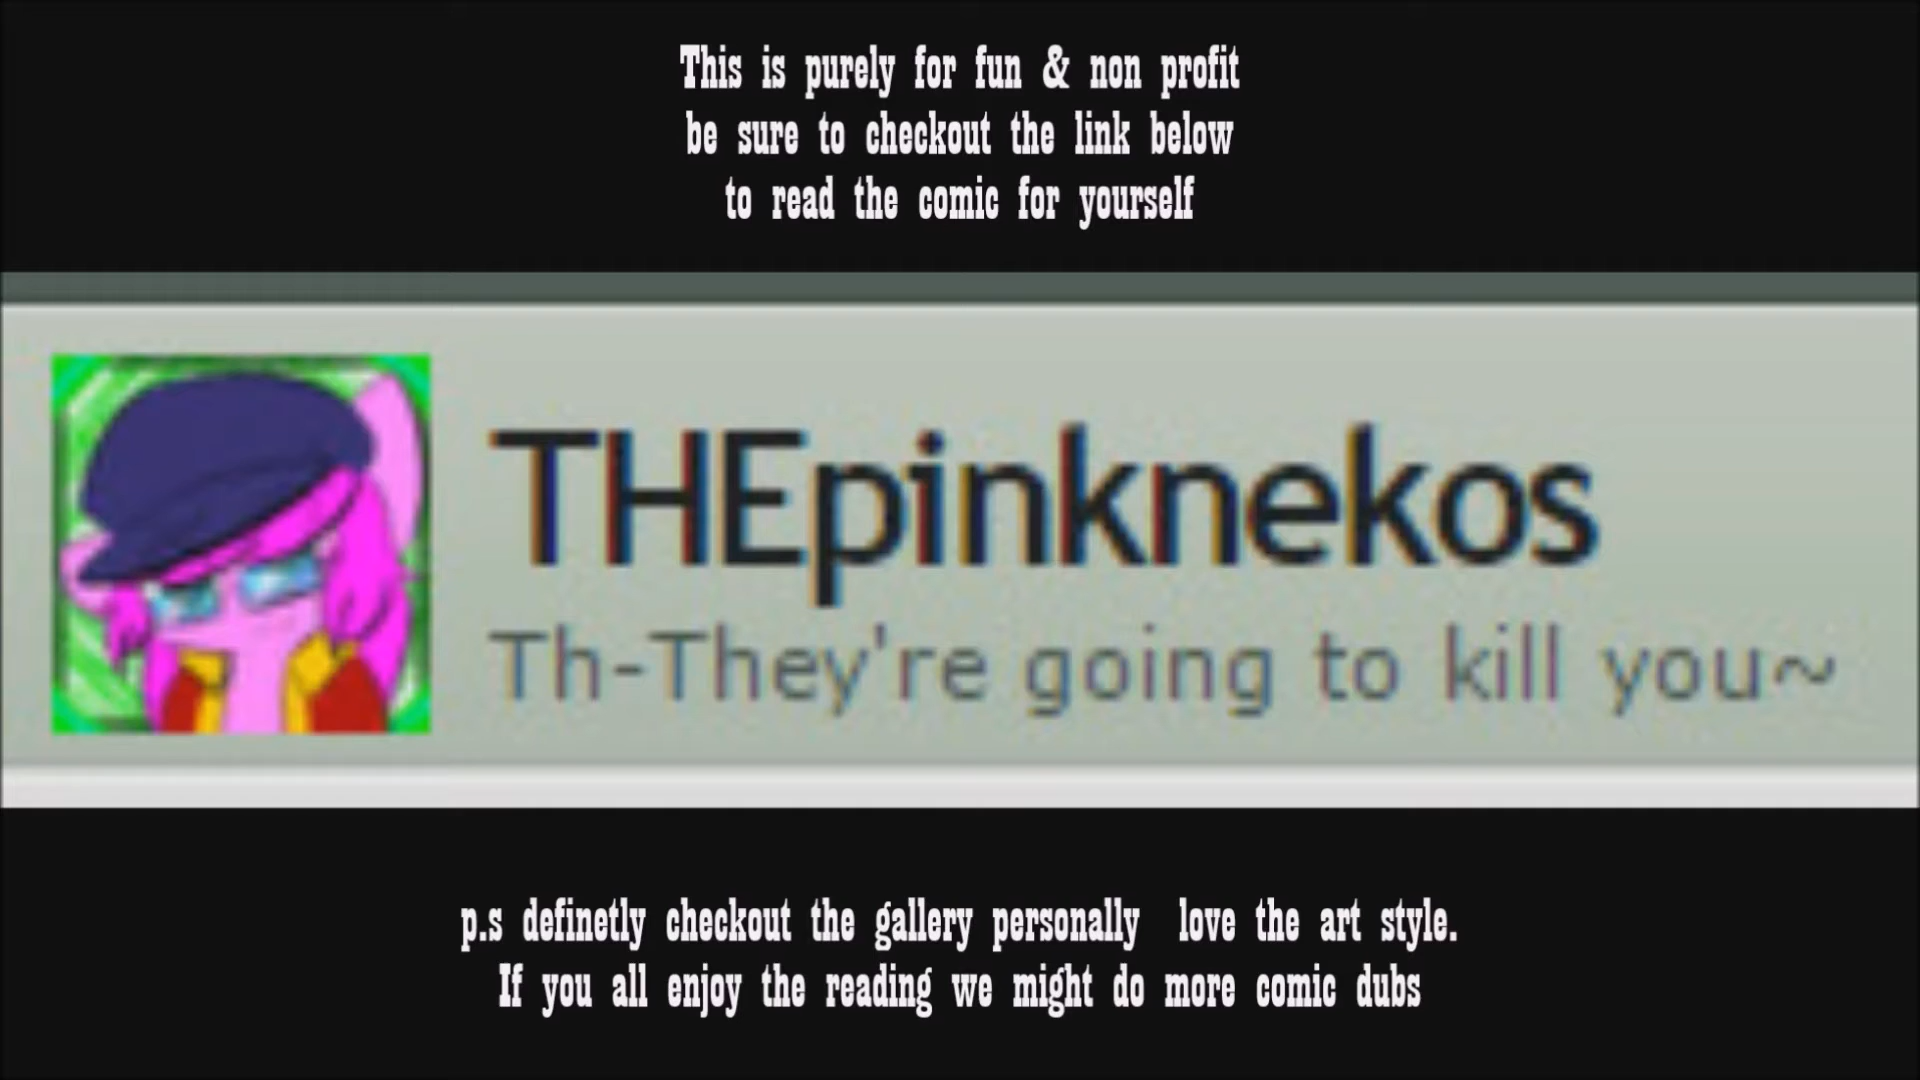 This is purely for fun & non profit
be sure to checkout the link below
to read the comic for yourself
THEpinknekos
Th-They're going to kill you~
p.s definetly checkout the gallery personally love the art style.
If you all enjoy the reading we might do more comic dubs